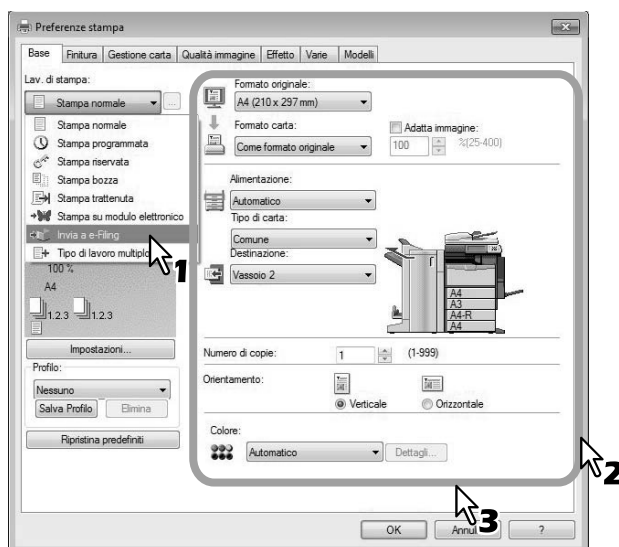 Preferenze stampa
Base Finitura Gestione carta Qualità immagine Effetto Varie Modelli
Lav. di stampa:
Stampa normale ...
Stampa normale
Stampa programmata
Stampa riservata
Stampa bozza
Stampa trattenuta
Stampa su modulo elettronico
Invia a e-Filing
Tipo di lavoro multiplo
1
100 %
A4
1.2.3 1.2.3
Impostazioni...
Profilo:
Nessuno
Salva Profilo Elimina
Ripristina predefiniti
Formato originale:
A4 (210 x 297 mm)
Formato carta:
Come formato originale
Adatta immagine:
100 %(25-400)
Alimentazione:
Automatico
Tipo di carta:
Comune
Destinazione:
Vassoio 2
A4
A3
A4-R
A4
Numero di copie: 1 (1-999)
Orientamento:
Verticale Orizzontale
Colore:
Automatico Dettagli...
2
3
OK Annul ?